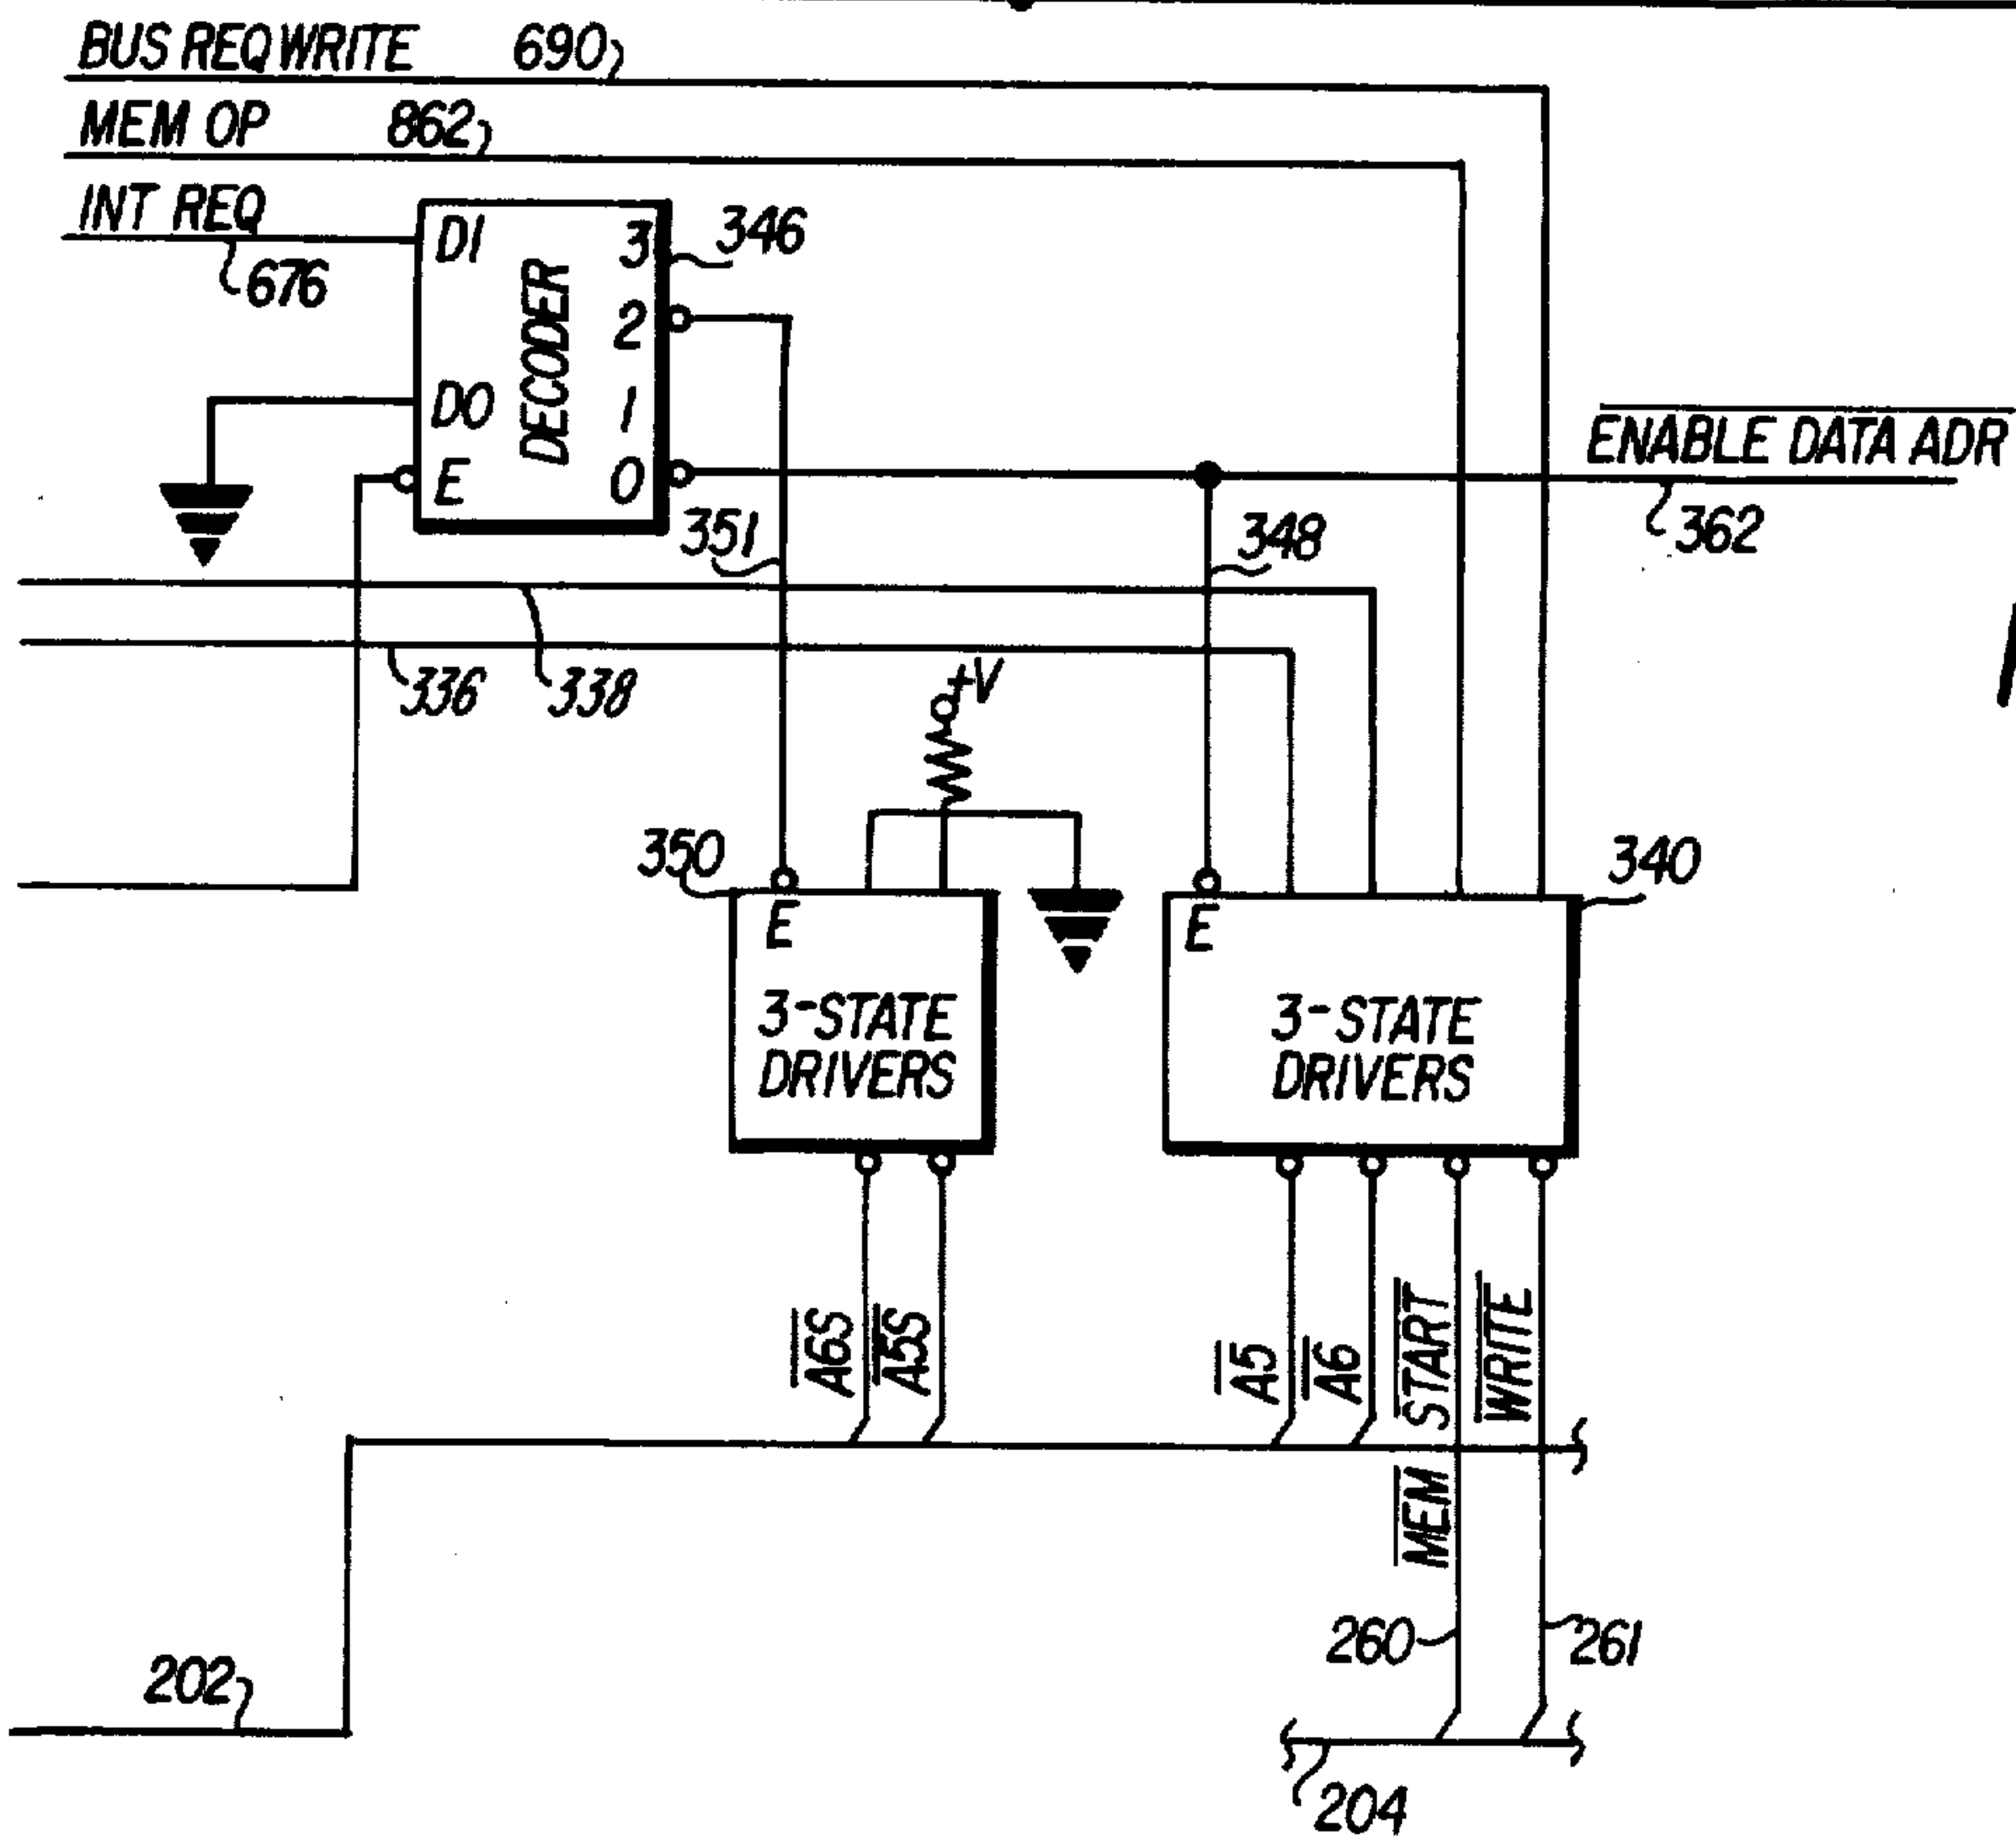 BUS REQ WRITE 690
MEM OP 862
INT REQ
676
D1 3 346
DECODER
2
D0 1
E 0
ENABLE DATA ADR
362
351
348
336 338
+V
350
340
E
E
3-STATE
DRIVERS
3-STATE
DRIVERS
A6S
A5S
A5
A6
MEM START
WRITE
260
261
202
204